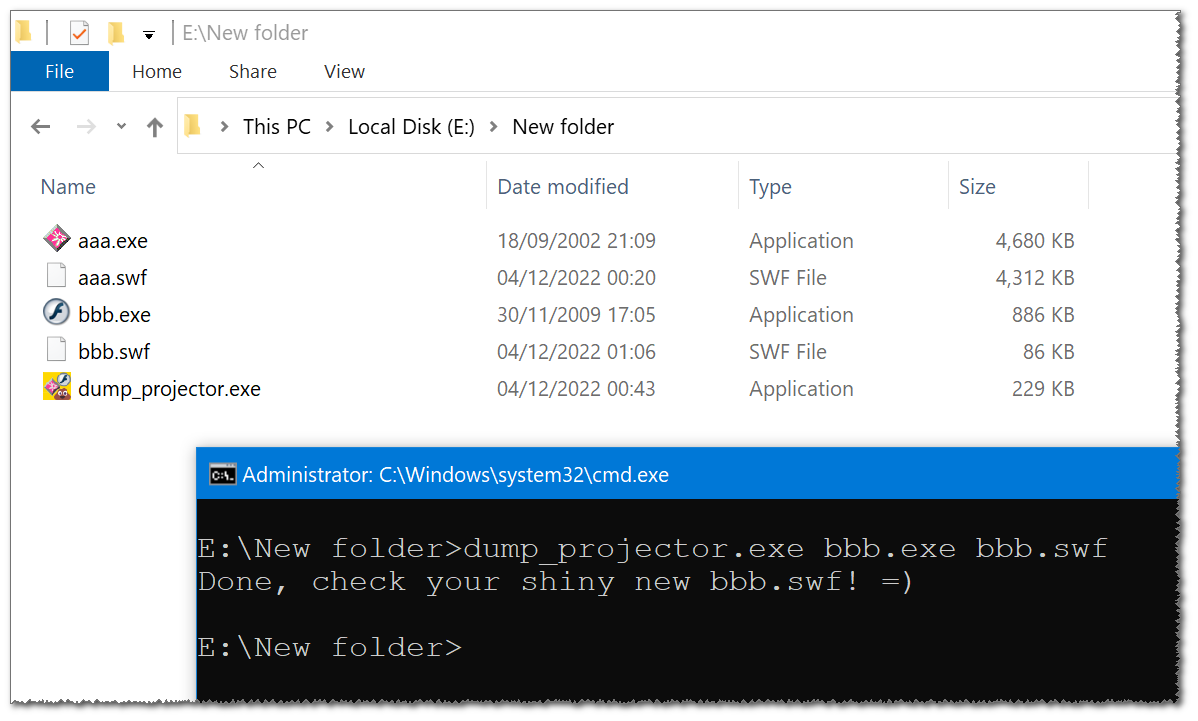 E:\New folder
File Home Share View
This PC > Local Disk (E:) > New folder
Name Date modified Type Size
aaa.exe 18/09/2002 21:09 Application 4,680 KB
aaa.swf 04/12/2022 00:20 SWF File 4,312 KB
bbb.exe 30/11/2009 17:05 Application 886 KB
bbb.swf 04/12/2022 01:06 SWF File 86 KB
dump_projector.exe 04/12/2022 00:43 Application 229 KB
C:\. Administrator: C:\Windows\system32\cmd.exe
E:\New folder>dump_projector.exe bbb.exe bbb.swf
Done, check your shiny new bbb.swf! =)
E:\New folder>